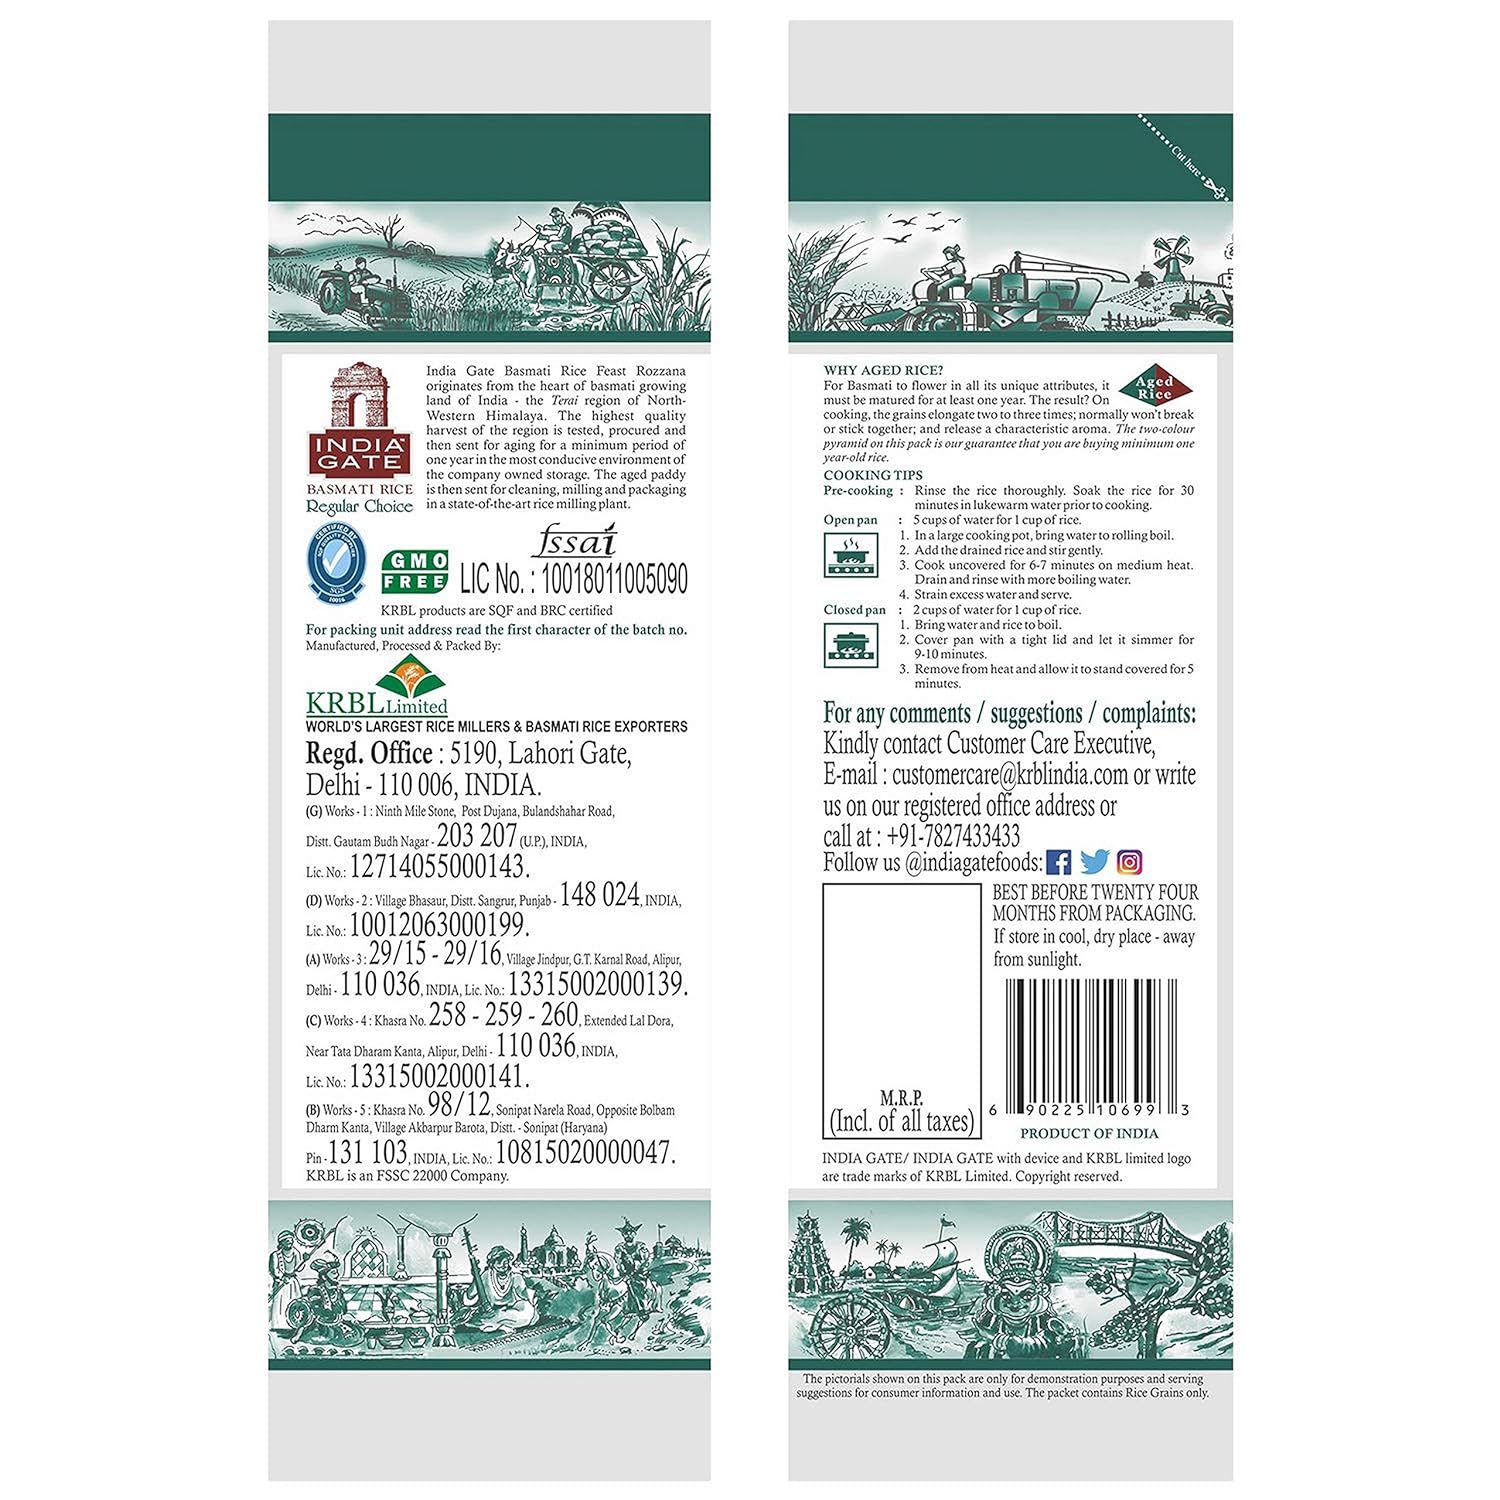 INDIA™
GATE
BASMATI RICE
Regular Choice
India Gate Basmati Rice Feast Rozzana
originates from the heart of basmati growing
land of India - the Terai region of North-
Western Himalaya. The highest quality
harvest of the region is tested, procured and
then sent for aging for a minimum period of
one year in the most conducive environment of
the company owned storage. The aged paddy
is then sent for cleaning, milling and packaging
in a state-of-the-art rice milling plant.
CERTIFIED BY
SGS
10016
GMO
FREE
fssai
LIC No. : 10018011005090
KRBL products are SQF and BRC certified
For packing unit address read the first character of the batch no.
Manufactured, Processed & Packed By:
KRBL Limited
WORLD'S LARGEST RICE MILLERS & BASMATI RICE EXPORTERS
Regd. Office : 5190, Lahori Gate,
Delhi - 110 006, INDIA.
(G) Works - 1 : Ninth Mile Stone, Post Dujana, Bulandshahar Road,
Distt. Gautam Budh Nagar - 203 207 (U.P.), INDIA,
Lic. No.: 12714055000143.
(D) Works - 2 : Village Bhasaur, Distt. Sangrur, Punjab - 148 024, INDIA,
Lic. No.: 10012063000199.
(A) Works - 3 : 29/15 - 29/16, Village Jindpur, G.T. Karnal Road, Alipur,
Delhi - 110 036, INDIA, Lic. No.: 13315002000139.
(C) Works - 4 : Khasra No. 258 - 259 - 260, Extended Lal Dora,
Near Tata Dharam Kanta, Alipur, Delhi - 110 036, INDIA,
Lic. No.: 13315002000141.
(B) Works - 5 : Khasra No. 98/12, Sonipat Narela Road, Opposite Bolbam
Dharm Kanta, Village Akbarpur Barota, Distt. - Sonipat (Haryana)
Pin - 131 103, INDIA, Lic. No.: 10815020000047.
KRBL is an FSSC 22000 Company.
Cut here
WHY AGED RICE?
Aged
Rice
For Basmati to flower in all its unique attributes, it
must be matured for at least one year. The result? On
cooking, the grains elongate two to three times; normally won't break
or stick together; and release a characteristic aroma. The two-colour
pyramid on this pack is our guarantee that you are buying minimum one
year-old rice.
COOKING TIPS
Pre-cooking : Rinse the rice thoroughly. Soak the rice for 30
minutes in lukewarm water prior to cooking.
Open pan : 5 cups of water for 1 cup of rice.
1. In a large cooking pot, bring water to rolling boil.
2. Add the drained rice and stir gently.
3. Cook uncovered for 6-7 minutes on medium heat.
Drain and rinse with more boiling water.
4. Strain excess water and serve.
Closed pan : 2 cups of water for 1 cup of rice.
1. Bring water and rice to boil.
2. Cover pan with a tight lid and let it simmer for
9-10 minutes.
3. Remove from heat and allow it to stand covered for 5
minutes.
For any comments / suggestions / complaints:
Kindly contact Customer Care Executive,
E-mail : customercare@krblindia.com or write
us on our registered office address or
call at : +91-7827433433
Follow us @indiagatefoods:
BEST BEFORE TWENTY FOUR
MONTHS FROM PACKAGING.
If store in cool, dry place - away
from sunlight.
M.R.P.
(Incl. of all taxes)
6 90225 10699 3
PRODUCT OF INDIA
INDIA GATE/ INDIA GATE with device and KRBL limited logo
are trade marks of KRBL Limited. Copyright reserved.
The pictorials shown on this pack are only for demonstration purposes and serving
suggestions for consumer information and use. The packet contains Rice Grains only.